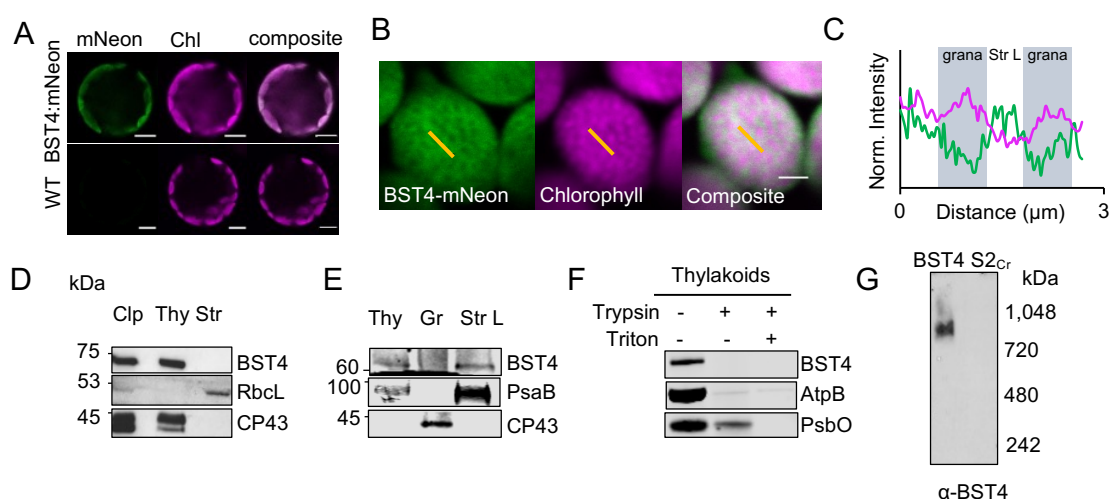 A
mNeon Chl composite
BST4:mNeon
WT
B
BST4-mNeon Chlorophyll Composite
C
grana Str L grana
Norm. Intensity
0 3
Distance (µm)
D
kDa
Clp Thy Str
75 BST4
53 RbcL
45 CP43
E
Thy Gr Str L
60 BST4
100 PsaB
45 CP43
F
Thylakoids
Trypsin - + +
Triton - - +
BST4
AtpB
PsbO
G
BST4 S2Cr
kDa
1,048
720
480
242
α-BST4